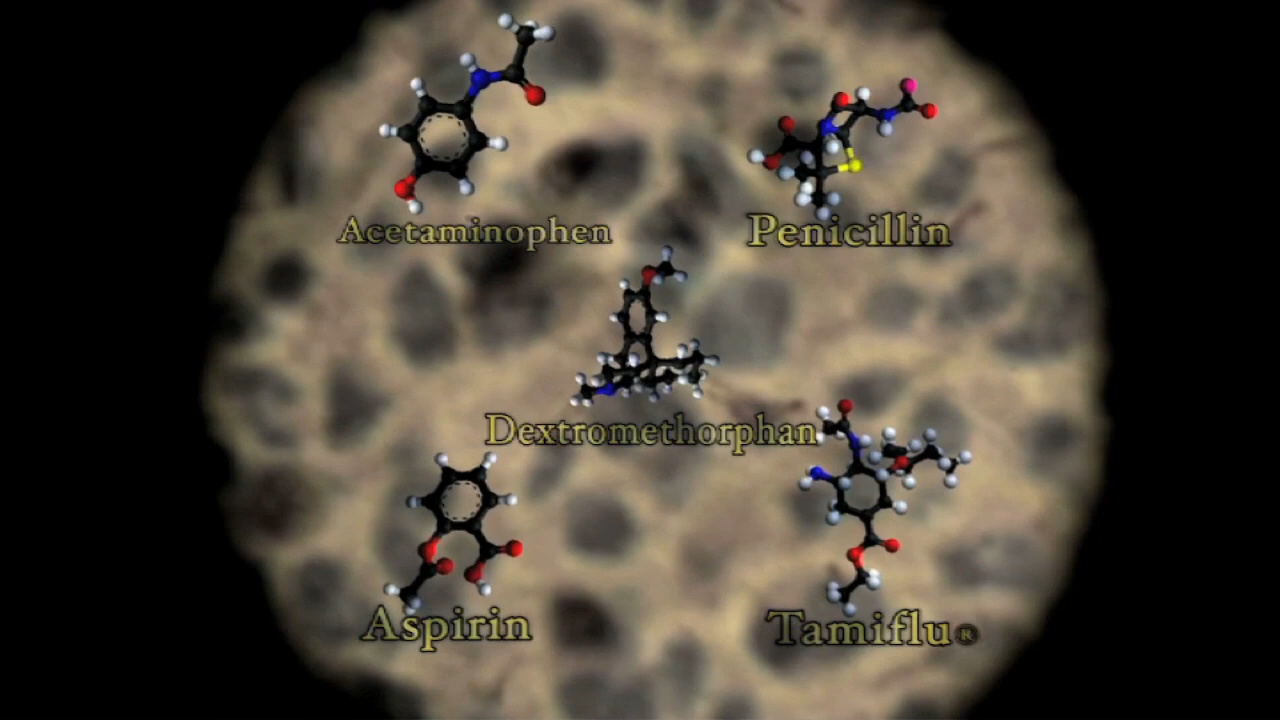 Acetaminophen
Penicillin
Dextromethorphan
Aspirin
Tamiflu®